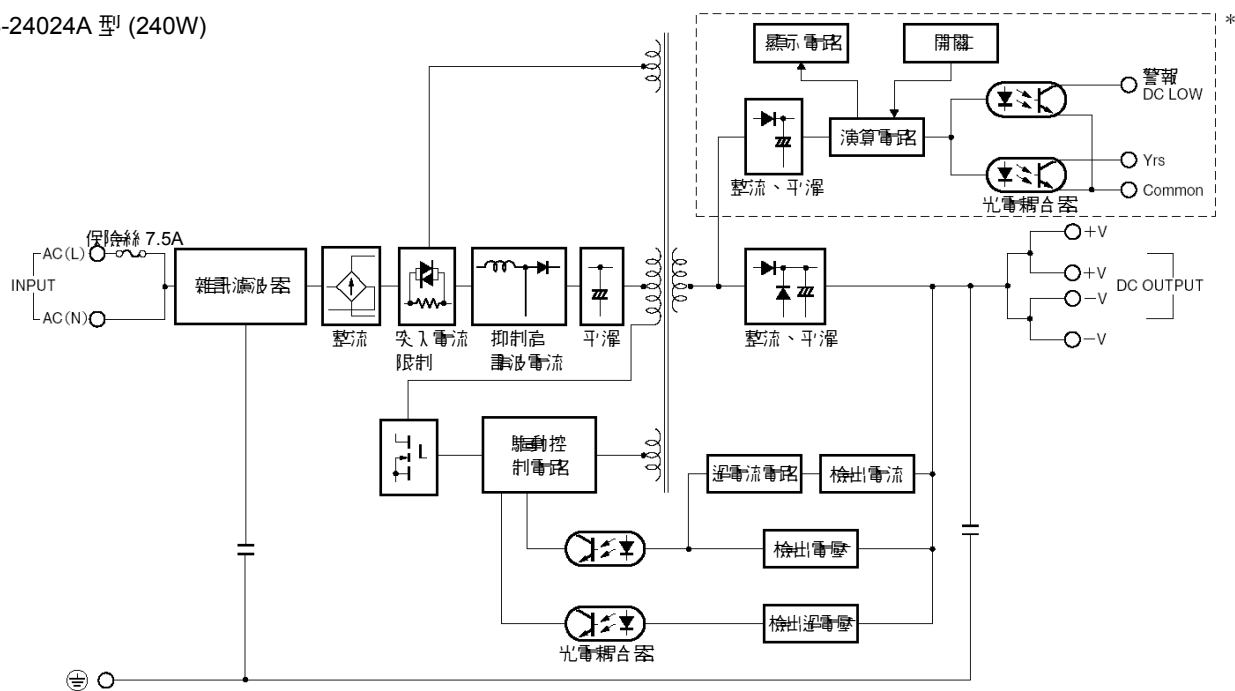 -24024A 型 (240W)
*
顯示電路
開關
警報
DC LOW
演算電路
Yrs
整流、平滑
Common
光電耦合器
保險絲 7.5A
AC(L)
+V
+V
INPUT
雜訊濾波器
DC OUTPUT
−V
AC(N)
−V
整流
突入電流
限制
抑制高
諧波電流
平滑
整流、平滑
驅動控
制電路
過電流電路
檢出電流
檢出電壓
檢出過電壓
光電耦合器